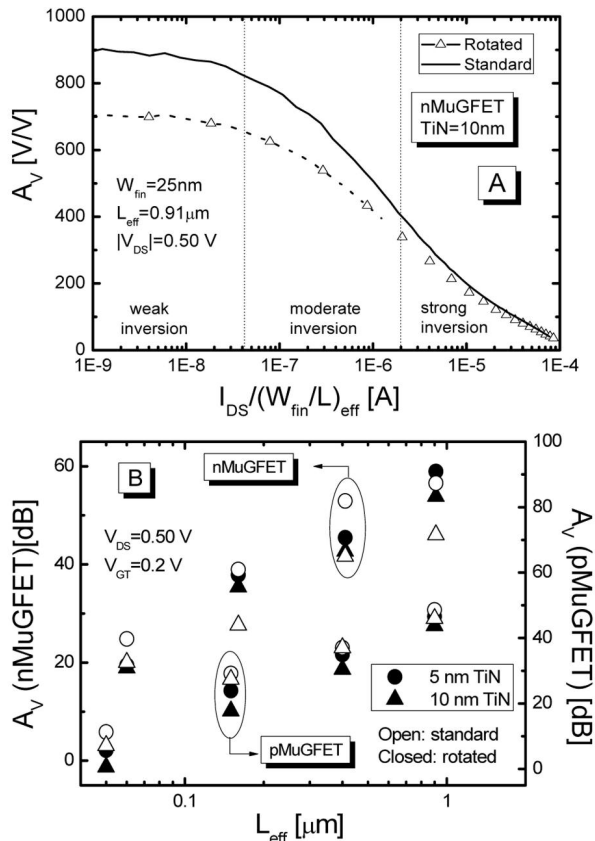 1000
800
600
400
200
0
A_V [V/V]
Rotated
Standard
nMuGFET
TiN=10nm
A
W_fin=25nm
L_eff=0.91μm
|V_DS|=0.50 V
weak
inversion
moderate
inversion
strong
inversion
1E-9 1E-8 1E-7 1E-6 1E-5 1E-4
I_DS/(W_fin/L)_eff [A]
B
nMuGFET
V_DS=0.50 V
V_GT=0.2 V
60
40
20
0
A_V (nMuGFET)[dB]
100
80
60
40
20
0
A_V (pMuGFET) [dB]
5 nm TiN
10 nm TiN
pMuGFET
Open: standard
Closed: rotated
0.1 1
L_eff [μm]